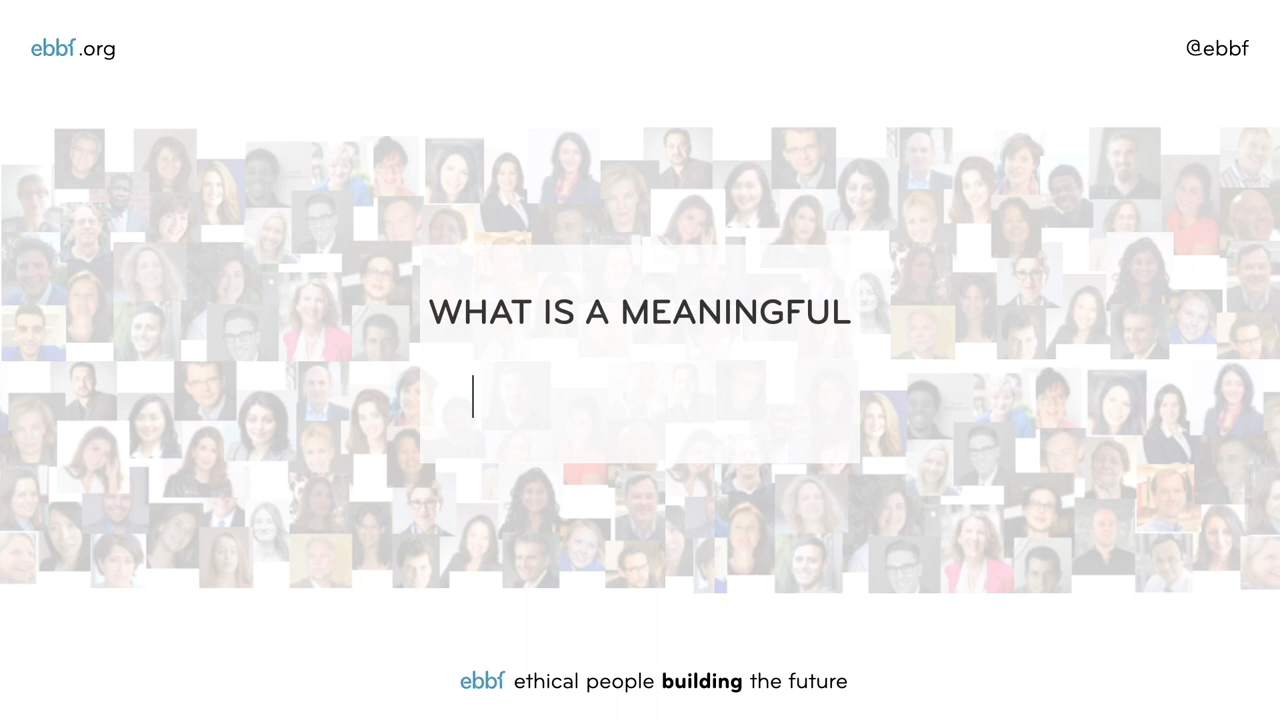 ebbf.org
@ebbf
WHAT IS A MEANINGFUL
ebbf ethical people building the future